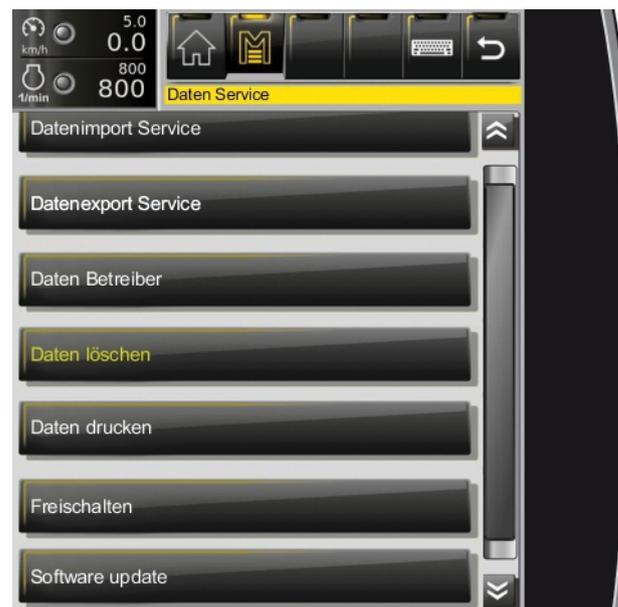 5.0
km/h 0.0
800
1/min 800
M
Daten Service
Datenimport Service
Datenexport Service
Daten Betreiber
Daten löschen
Daten drucken
Freischalten
Software update